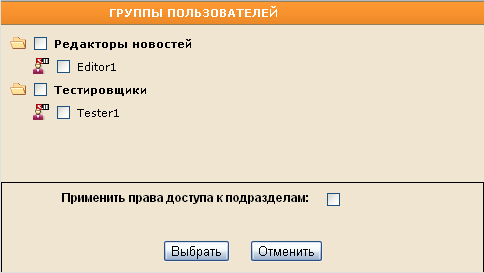 ГРУППЫ ПОЛЬЗОВАТЕЛЕЙ
Редакторы новостей
Editor1
Тестировщики
Tester1
Применить права доступа к подразделам:
Выбрать Отменить